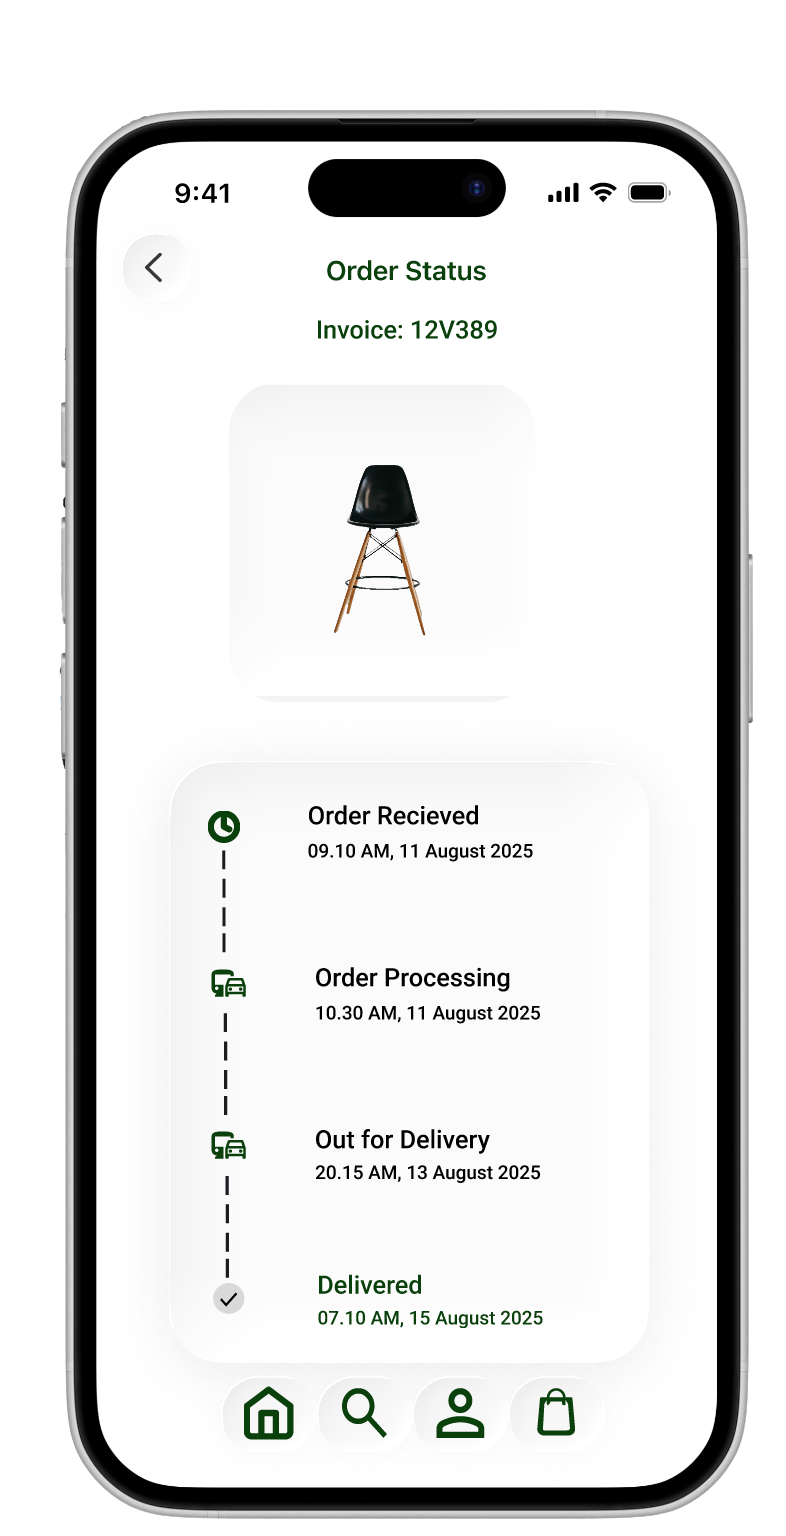 9:41
Order Status
Invoice: 12V389
Order Recieved
09.10 AM, 11 August 2025
Order Processing
10.30 AM, 11 August 2025
Out for Delivery
20.15 AM, 13 August 2025
Delivered
07.10 AM, 15 August 2025